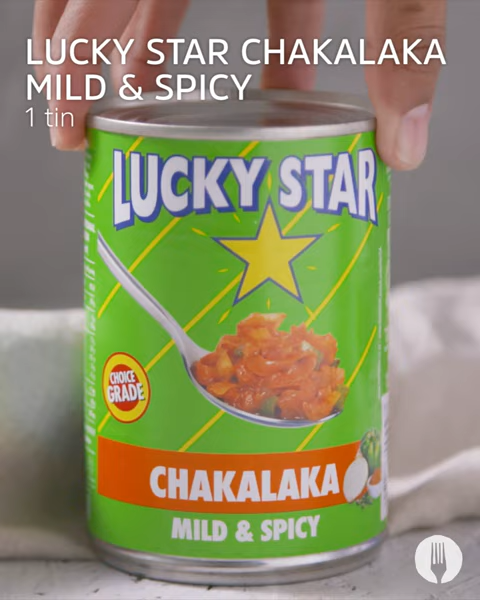 LUCKY STAR CHAKALAKA
MILD & SPICY
1 tin
LUCKY STAR
CHOICE
GRADE
CHAKALAKA
MILD & SPICY